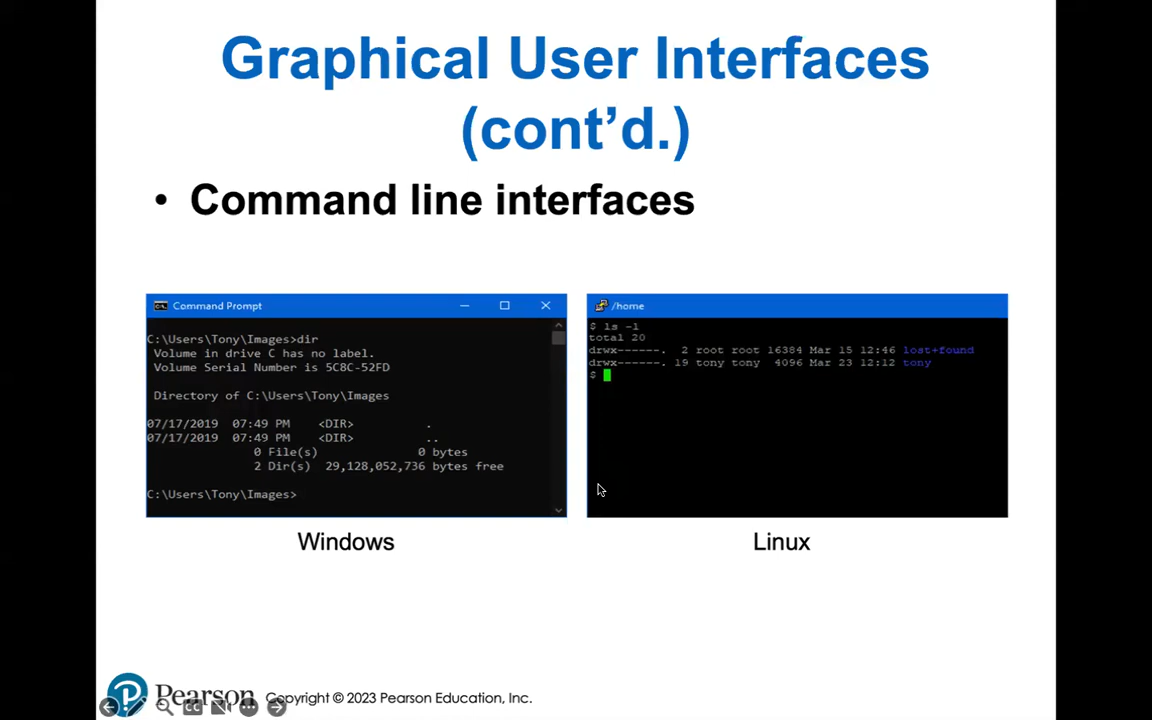 Graphical User Interfaces
(cont’d.)
• Command line interfaces
Command Prompt
C:\Users\Tony\Images>dir
Volume in drive C has no label.
Volume Serial Number is 5C8C-52FD
Directory of C:\Users\Tony\Images
07/17/2019 07:49 PM <DIR> .
07/17/2019 07:49 PM <DIR> ..
0 File(s) 0 bytes
2 Dir(s) 29,128,052,736 bytes free
C:\Users\Tony\Images>
Windows
/home
$ ls -l
total 20
drwx------. 2 root root 16384 Mar 15 12:46 lost+found
drwx------. 19 tony tony 4096 Mar 23 12:12 tony
$
Linux
Pearson Copyright © 2023 Pearson Education, Inc.
CC